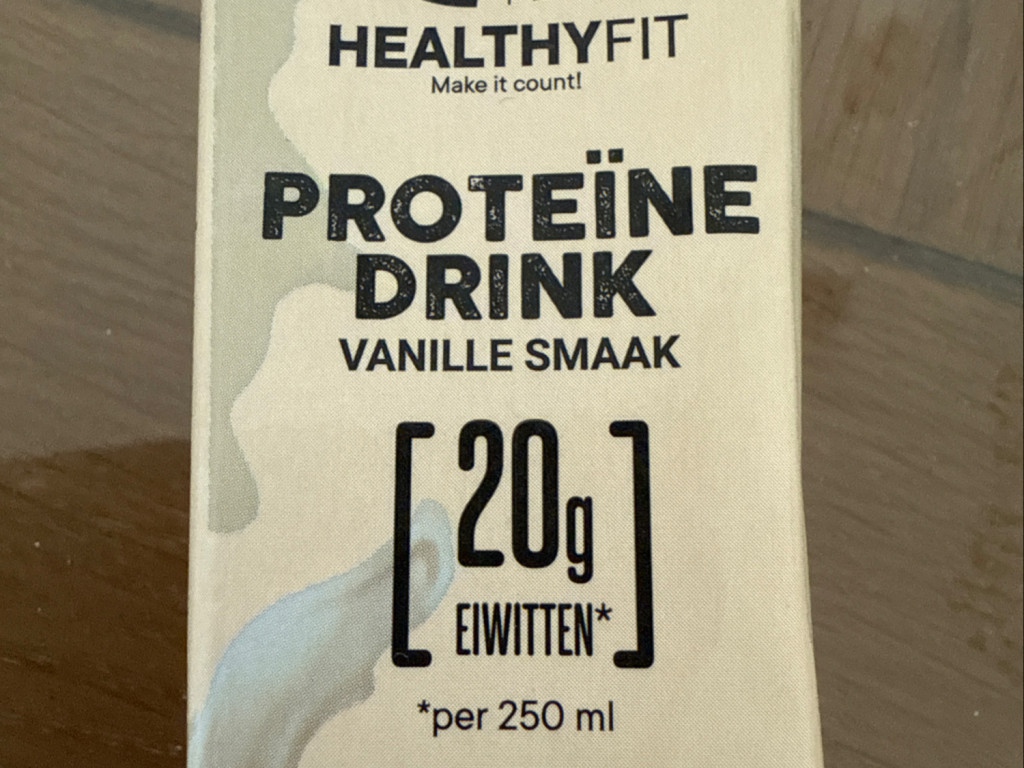 HEALTHYFIT
Make it count!
PROTEÏNE
DRINK
VANILLE SMAAK
20g
EIWITTEN*
*per 250 ml